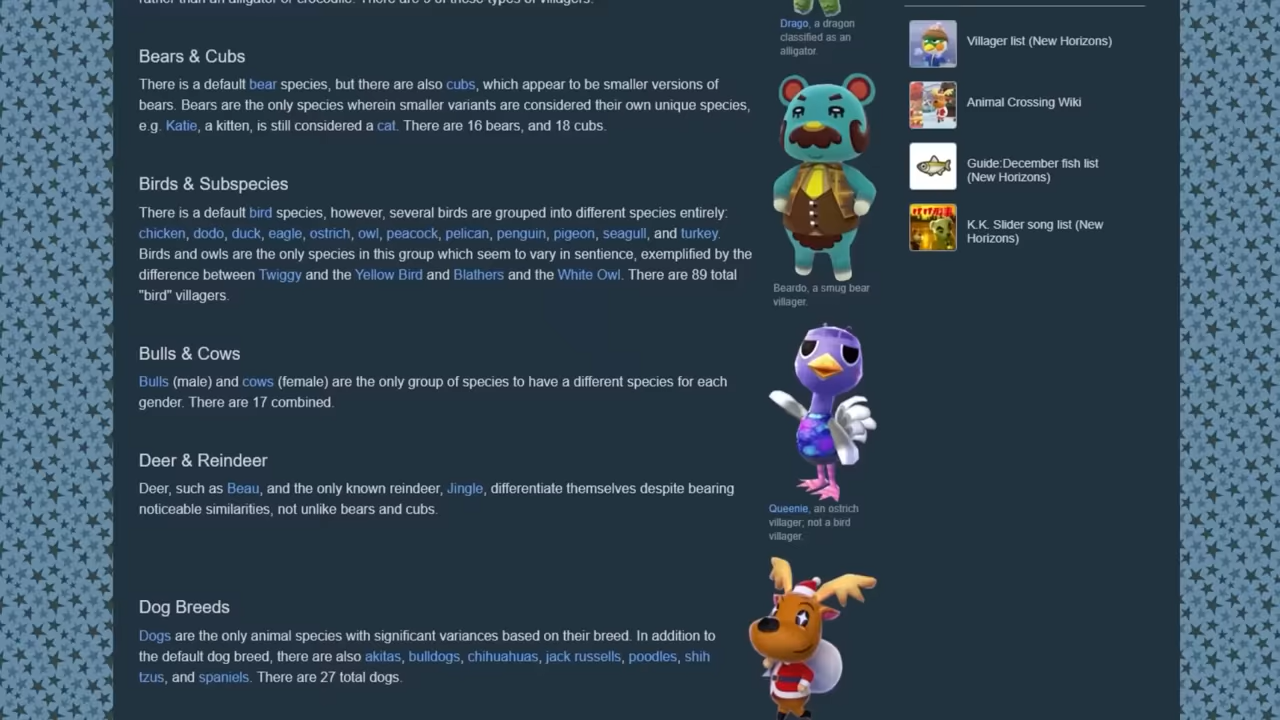 rather than an alligator or crocodile. There are 9 of these types of villagers.
Drago, a dragon
classified as an
alligator.
Bears & Cubs
There is a default bear species, but there are also cubs, which appear to be smaller versions of
bears. Bears are the only species wherein smaller variants are considered their own unique species,
e.g. Katie, a kitten, is still considered a cat. There are 16 bears, and 18 cubs.
Birds & Subspecies
There is a default bird species, however, several birds are grouped into different species entirely:
chicken, dodo, duck, eagle, ostrich, owl, peacock, pelican, penguin, pigeon, seagull, and turkey.
Birds and owls are the only species in this group which seem to vary in sentience, exemplified by the
difference between Twiggy and the Yellow Bird and Blathers and the White Owl. There are 89 total
"bird" villagers.
Beardo, a smug bear
villager.
Bulls & Cows
Bulls (male) and cows (female) are the only group of species to have a different species for each
gender. There are 17 combined.
Deer & Reindeer
Deer, such as Beau, and the only known reindeer, Jingle, differentiate themselves despite bearing
noticeable similarities, not unlike bears and cubs.
Queenie, an ostrich
villager; not a bird
villager.
Dog Breeds
Dogs are the only animal species with significant variances based on their breed. In addition to
the default dog breed, there are also akitas, bulldogs, chihuahuas, jack russells, poodles, shih
tzus, and spaniels. There are 27 total dogs.
Villager list (New Horizons)
Animal Crossing Wiki
Guide:December fish list
(New Horizons)
K.K. Slider song list (New
Horizons)